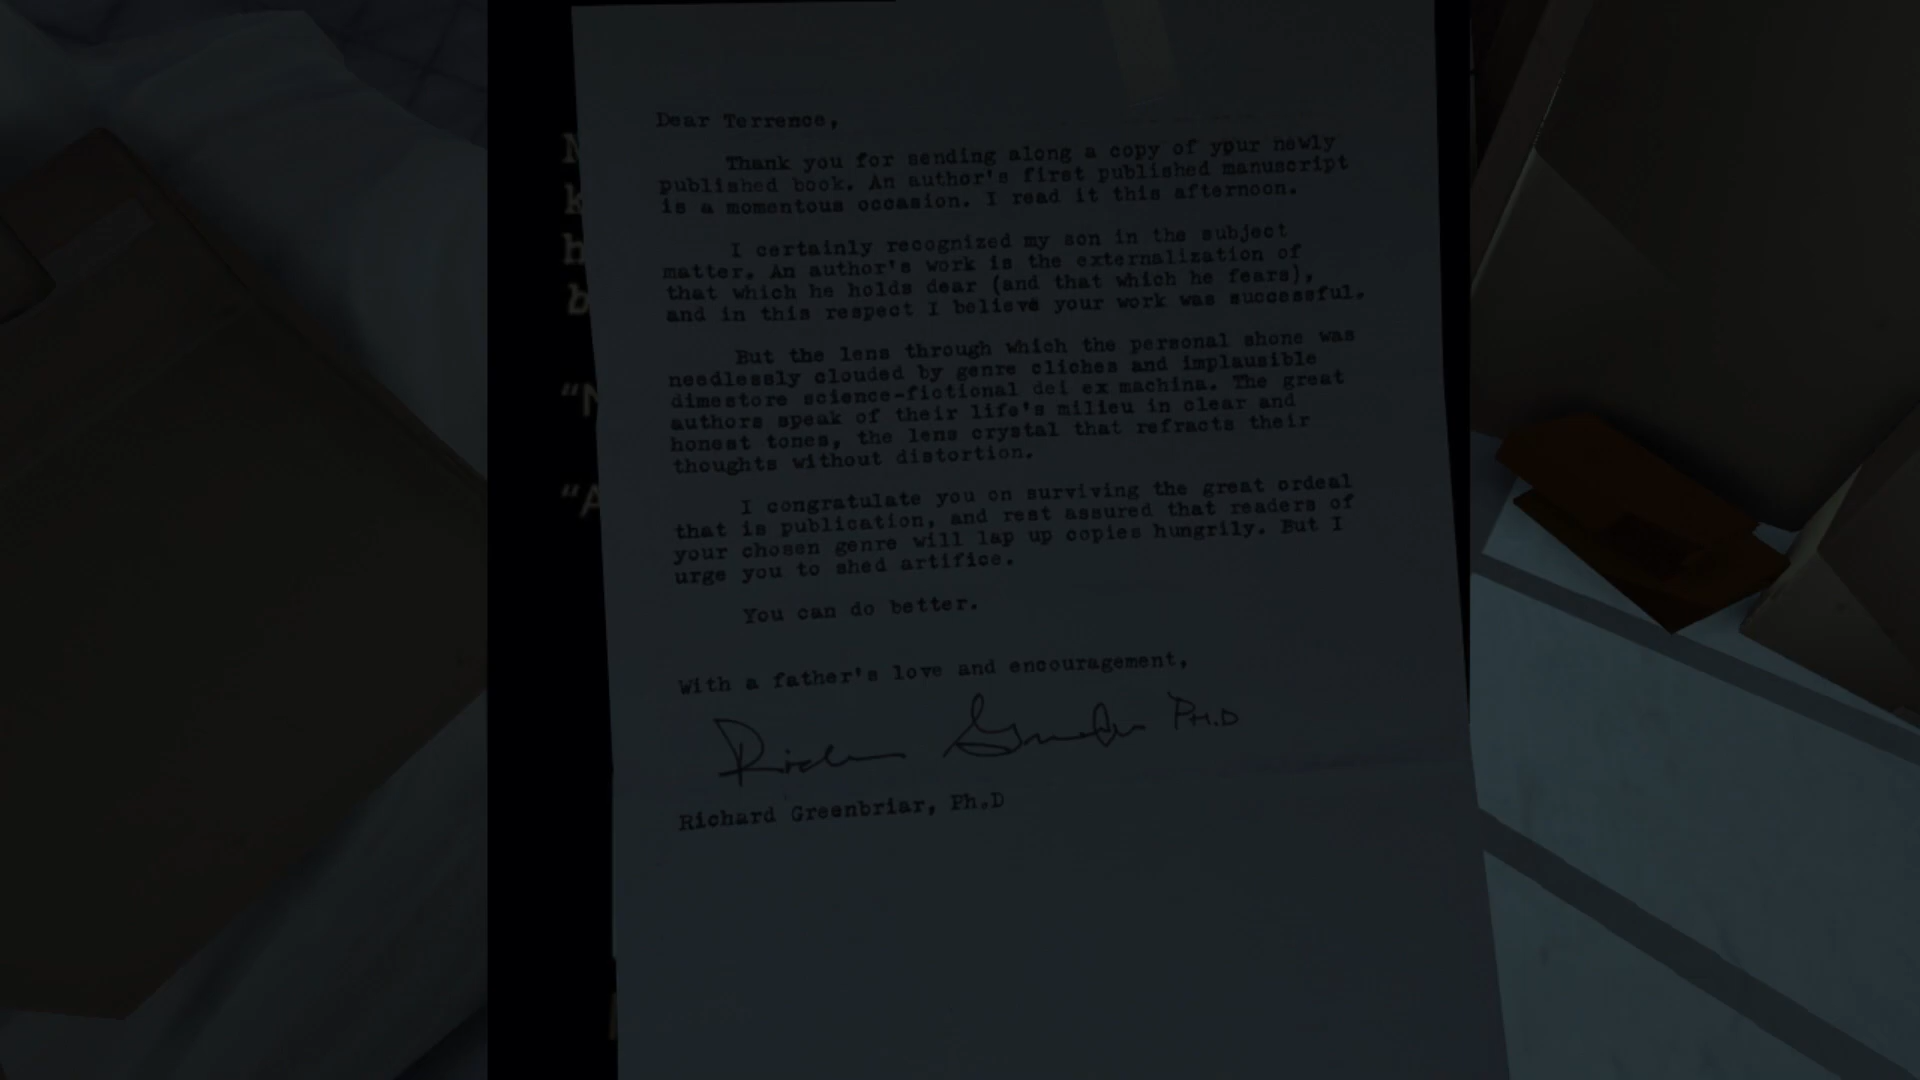 Dear Terrence,
Thank you for sending along a copy of your newly
published book. An author's first published manuscript
is a momentous occasion. I read it this afternoon.
I certainly recognized my son in the subject
matter. An author's work is the externalization of
that which he holds dear (and that which he fears),
and in this respect I believe your work was successful.
But the lens through which the personal shone was
needlessly clouded by genre cliches and implausible
dimestore science-fictional dei ex machina. The great
authors speak of their life's milieu in clear and
honest tones, the lens crystal that refracts their
thoughts without distortion.
I congratulate you on surviving the great ordeal
that is publication, and rest assured that readers of
your chosen genre will lap up copies hungrily. But I
urge you to shed artifice.
You can do better.
With a father's love and encouragement,
PH.D
Richard Greenbriar, Ph.D